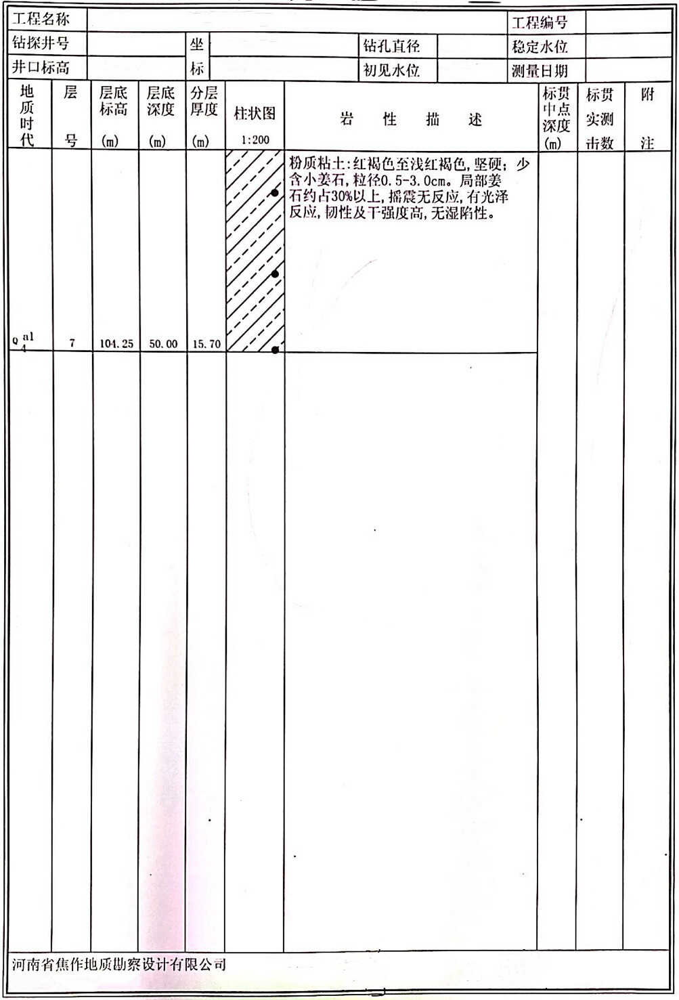 工程名称
工程编号
钻探井号
坐标
钻孔直径
稳定水位
井口标高
初见水位
测量日期
地质时代
层号
层底标高(m)
层底深度(m)
分层厚度(m)
柱状图
1:200
岩性描述
标贯中点深度(m)
标贯实测击数
附注
粉质粘土:红褐色至浅红褐色,坚硬;少
含小姜石,粒径0.5-3.0cm。局部姜
石约占30%以上,摇震无反应,有光泽
反应,韧性及干强度高,无湿陷性。
Q4al 7 104.25 50.00 15.70
河南省焦作地质勘察设计有限公司